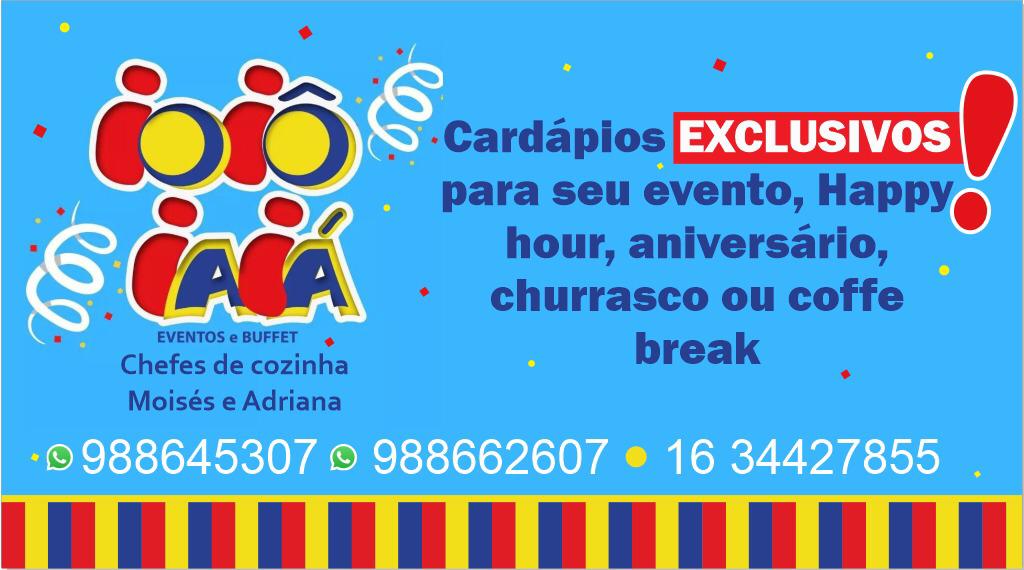 iOiÔ
iAiÁ
EVENTOS e BUFFET
Chefes de cozinha
Moisés e Adriana
Cardápios EXCLUSIVOS!
para seu evento, Happy
hour, aniversário,
churrasco ou coffe
break
988645307 988662607 16 34427855